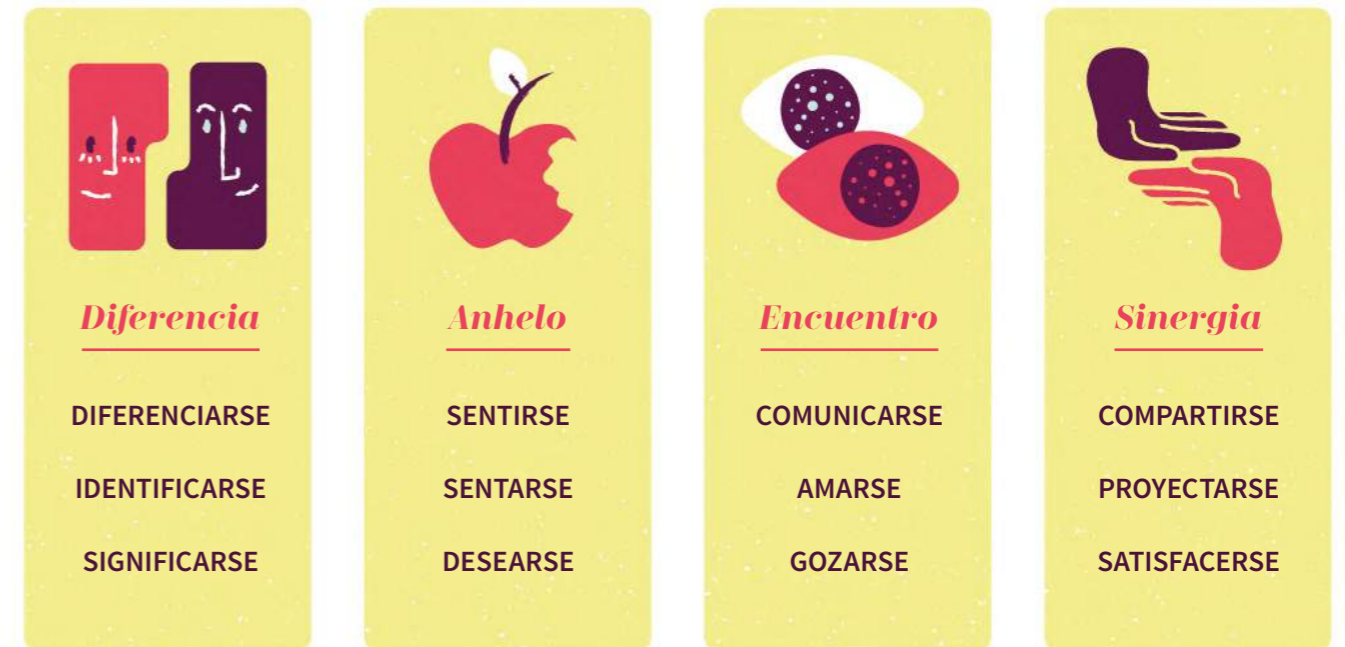 Diferencia
DIFERENCIARSE
IDENTIFICARSE
SIGNIFICARSE
Anhelo
SENTIRSE
SENTARSE
DESEARSE
Encuentro
COMUNICARSE
AMARSE
GOZARSE
Sinergia
COMPARTIRSE
PROYECTARSE
SATISFACERSE